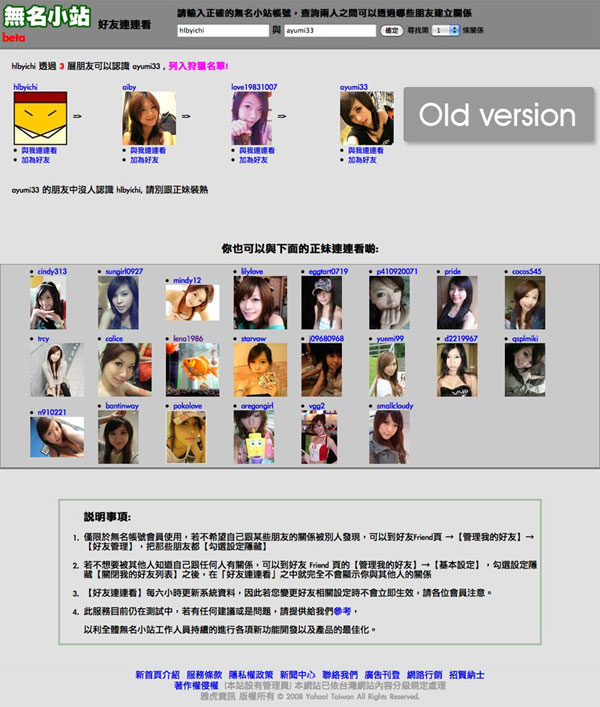 無名小站
beta
好友連連看
請輸入正確的無名小站帳號，查詢兩人之間可以透過哪些朋友建立關係
hlbyichi 與 ayumi33 確定 尋找第 1 條關係
hlbyichi 透過 3 層朋友可以認識 ayumi33 , 列入狩獵名單!
hlbyichi aiby love19831007 ayumi33
⇒ ⇒ ⇒
Old version
• 與我連連看 • 與我連連看 • 與我連連看 • 與我連連看
• 加為好友 • 加為好友 • 加為好友 • 加為好友
ayumi33 的朋友中沒人認識 hlbyichi, 請別跟正妹裝熟
你也可以與下面的正妹連連看喲:
• cindy313 • sungirl0927 • mindy12 • lilylove • eggtart0719 • p410920071 • pride • cocos545
• trcy • calice • lena1986 • starvow • j09680968 • yuemi99 • d2219967 • qsplmiki
• n910221 • bantinway • pokolove • oregongirl • vgg2 • smallcloudy
說明事項:
1. 僅限於無名帳號會員使用，若不希望自己跟某些朋友的關係被別人發現，可以到好友Friend頁 →【管理我的好友】→
【好友管理】，把那些朋友都【勾選設定隱藏】
2. 若不想要被其他人知道自己跟任何人有關係，可以到好友 Friend 頁的【管理我的好友】→【基本設定】，勾選設定隱
藏【關閉我的好友列表】之後，在「好友連連看」之中就完全不會顯示你與其他人的關係
3. 【好友連連看】每六小時更新系統資料，因此若您變更好友相關設定時不會立即生效，請各位會員注意。
4. 此服務目前仍在測試中，若有任何建議或是問題，請提供給我們參考，
以利全體無名小站工作人員持續的進行各項新功能開發以及產品的最佳化。
新首頁介紹 服務條款 隱私權政策 新聞中心 聯絡我們 廣告刊登 網路行銷 招賢納士
著作權侵權 [本站設有管理員] 本網站已依台灣網站內容分級規定處理
雅虎資訊 版權所有 © 2008 Yahoo! Taiwan All Rights Reserved.